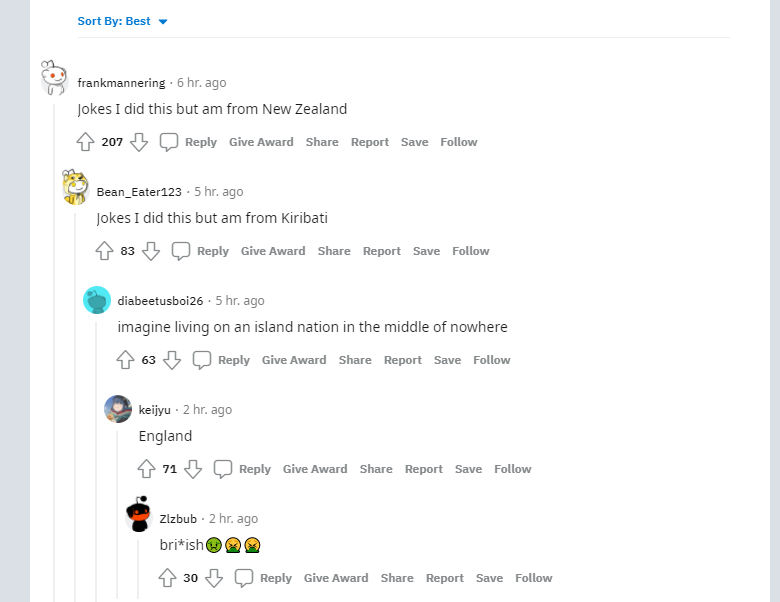 Sort By: Best
frankmannering · 6 hr. ago
Jokes I did this but am from New Zealand
207 Reply Give Award Share Report Save Follow
Bean_Eater123 · 5 hr. ago
Jokes I did this but am from Kiribati
83 Reply Give Award Share Report Save Follow
diabeetusboi26 · 5 hr. ago
imagine living on an island nation in the middle of nowhere
63 Reply Give Award Share Report Save Follow
keijyu · 2 hr. ago
England
71 Reply Give Award Share Report Save Follow
Zlzbub · 2 hr. ago
bri*ish🤢🤮🤮
30 Reply Give Award Share Report Save Follow